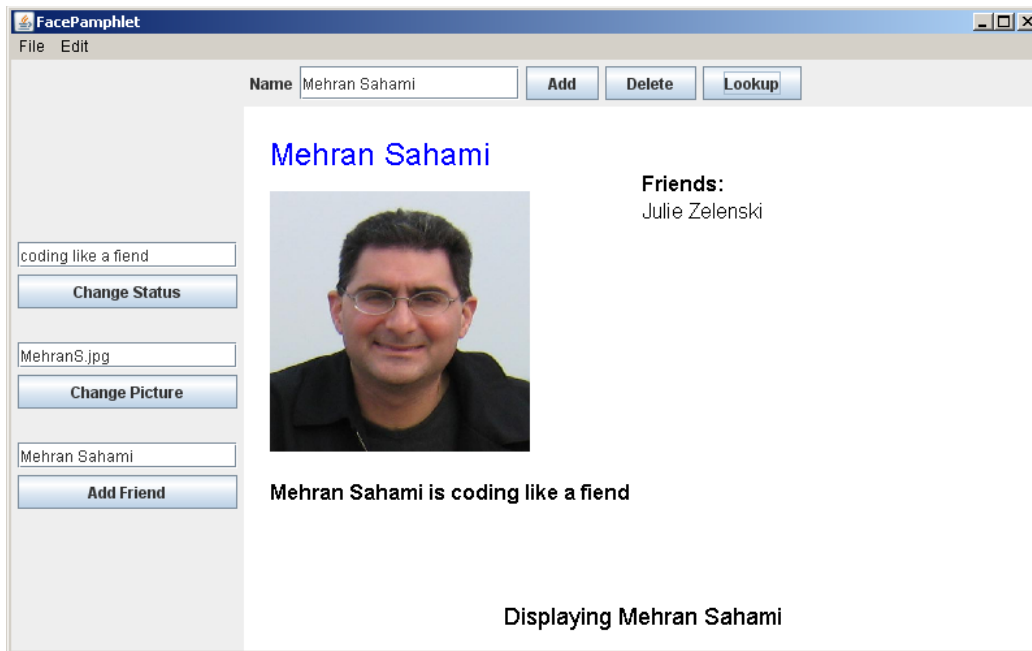 FacePamphlet
File Edit
Name Mehran Sahami Add Delete Lookup
Mehran Sahami
Friends:
Julie Zelenski
coding like a fiend
Change Status
MehranS.jpg
Change Picture
Mehran Sahami
Add Friend
Mehran Sahami is coding like a fiend
Displaying Mehran Sahami